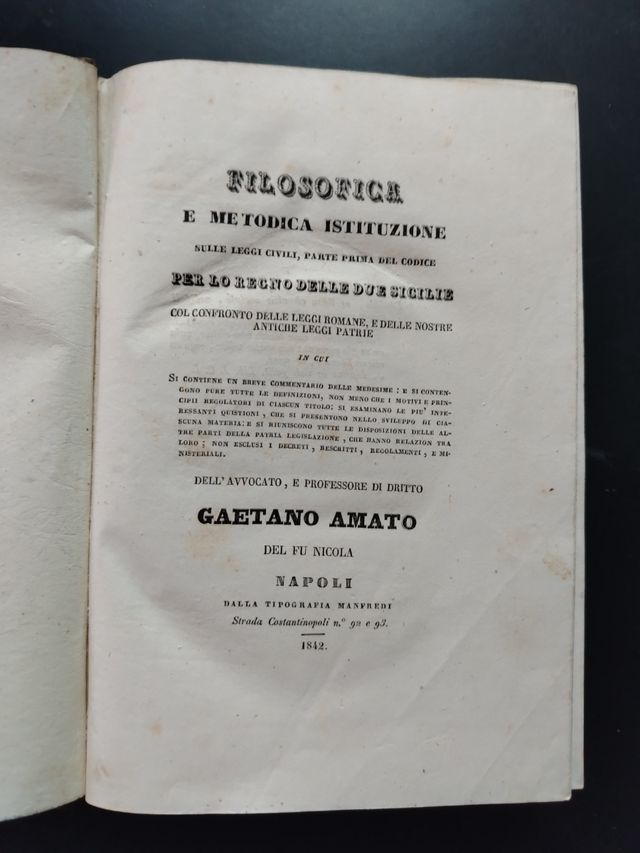 FILOSOFICA
E METODICA ISTITUZIONE
SULLE LEGGI CIVILI, PARTE PRIMA DEL CODICE
PER LO REGNO DELLE DUE SICILIE
COL CONFRONTO DELLE LEGGI ROMANE, E DELLE NOSTRE
ANTICHE LEGGI PATRIE
IN CUI
SI CONTIENE UN BREVE COMMENTARIO DELLE MEDESIME: E SI CONTEN-
GONO PURE TUTTE LE DEFINIZIONI, NON MENO CHE I MOTIVI E PRIN-
CIPII REGOLATORI DI CIASCUN TITOLO: SI ESAMINANO LE PIU' INTE-
RESSANTI QUISTIONI, CHE SI PRESENTONO NELLO SVILUPPO DI CIA-
SCUNA MATERIA: E SI RIUNISCONO TUTTE LE DISPOSIZIONI DELLE AL-
TRE PARTI DELLA PATRIA LEGISLAZIONE, CHE HANNO RELAZION TRA
LORO; NON ESCLUSI I DECRETI, RESCRITTI, REGOLAMENTI, E MI-
NISTERIALI.
DELL'AVVOCATO, E PROFESSORE DI DRITTO
GAETANO AMATO
DEL FU NICOLA
NAPOLI
DALLA TIPOGRAFIA MANFREDI
Strada Costantinopoli n.° 92 e 93.
1842.